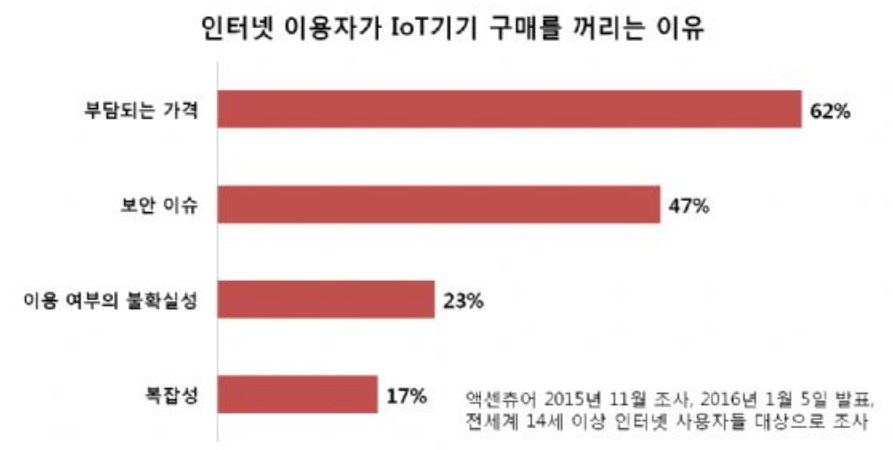 인터넷 이용자가 IoT기기 구매를 꺼리는 이유
부담되는 가격 62%
보안 이슈 47%
이용 여부의 불확실성 23%
복잡성 17%
액센츄어 2015년 11월 조사, 2016년 1월 5일 발표,
전세계 14세 이상 인터넷 사용자들 대상으로 조사